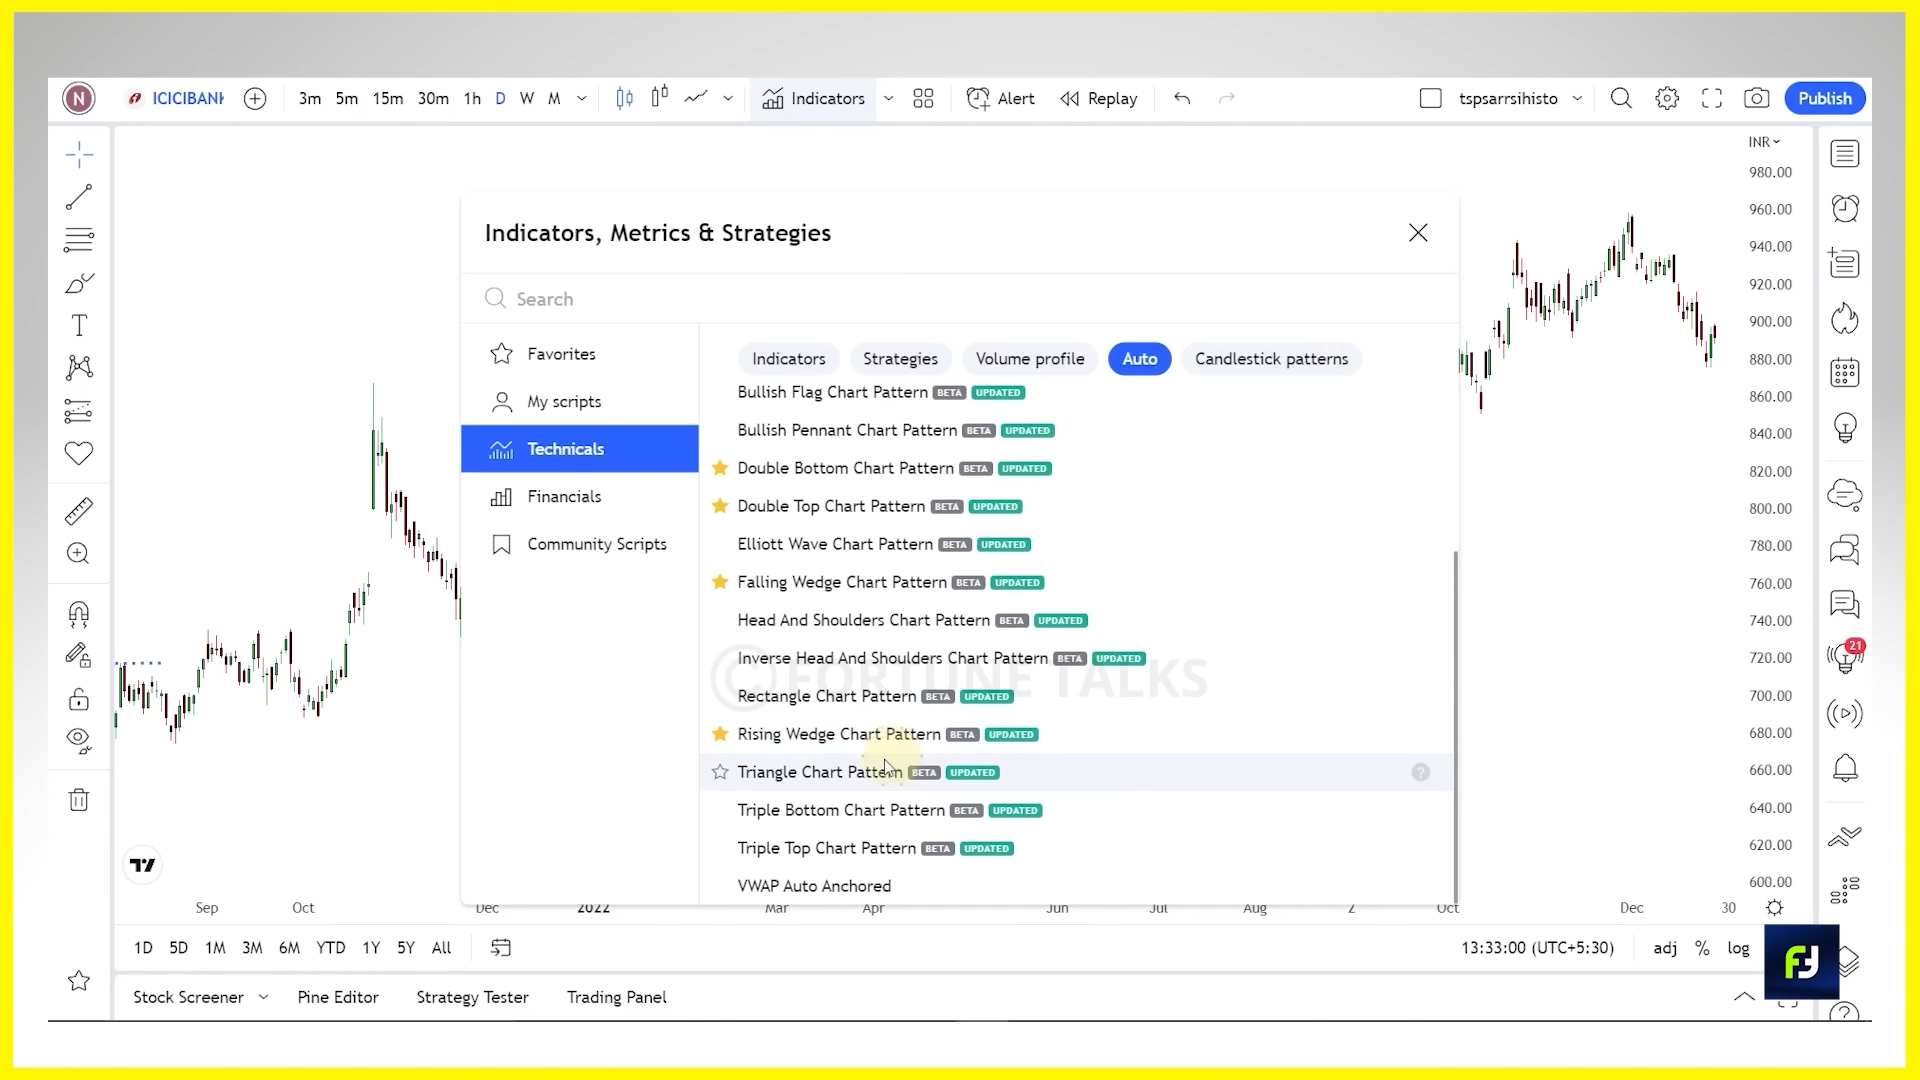 N ICICIBANK 3m 5m 15m 30m 1h D W M Indicators Alert Replay tspsarrsihisto Publish
INR
980.00
960.00
940.00
920.00
900.00
880.00
860.00
840.00
820.00
800.00
780.00
760.00
740.00
720.00
700.00
680.00
660.00
640.00
620.00
600.00
Indicators, Metrics & Strategies
Search
Favorites
My scripts
Technicals
Financials
Community Scripts
Indicators Strategies Volume profile Auto Candlestick patterns
Bullish Flag Chart Pattern BETA UPDATED
Bullish Pennant Chart Pattern BETA UPDATED
Double Bottom Chart Pattern BETA UPDATED
Double Top Chart Pattern BETA UPDATED
Elliott Wave Chart Pattern BETA UPDATED
Falling Wedge Chart Pattern BETA UPDATED
Head And Shoulders Chart Pattern BETA UPDATED
Inverse Head And Shoulders Chart Pattern BETA UPDATED
© FORTUNE TALKS
Rectangle Chart Pattern BETA UPDATED
Rising Wedge Chart Pattern BETA UPDATED
Triangle Chart Pattern BETA UPDATED ?
Triple Bottom Chart Pattern BETA UPDATED
Triple Top Chart Pattern BETA UPDATED
VWAP Auto Anchored
21
Sep Oct Dec 2022 Mar Apr Jun Jul Aug Oct Dec 30
1D 5D 1M 3M 6M YTD 1Y 5Y All 13:33:00 (UTC+5:30) adj % log
Stock Screener Pine Editor Strategy Tester Trading Panel